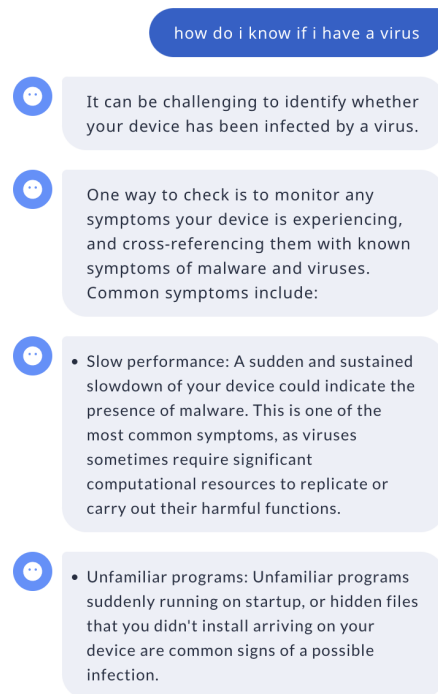 how do i know if i have a virus
It can be challenging to identify whether
your device has been infected by a virus.
One way to check is to monitor any
symptoms your device is experiencing,
and cross-referencing them with known
symptoms of malware and viruses.
Common symptoms include:
• Slow performance: A sudden and sustained
slowdown of your device could indicate the
presence of malware. This is one of the
most common symptoms, as viruses
sometimes require significant
computational resources to replicate or
carry out their harmful functions.
• Unfamiliar programs: Unfamiliar programs
suddenly running on startup, or hidden files
that you didn't install arriving on your
device are common signs of a possible
infection.